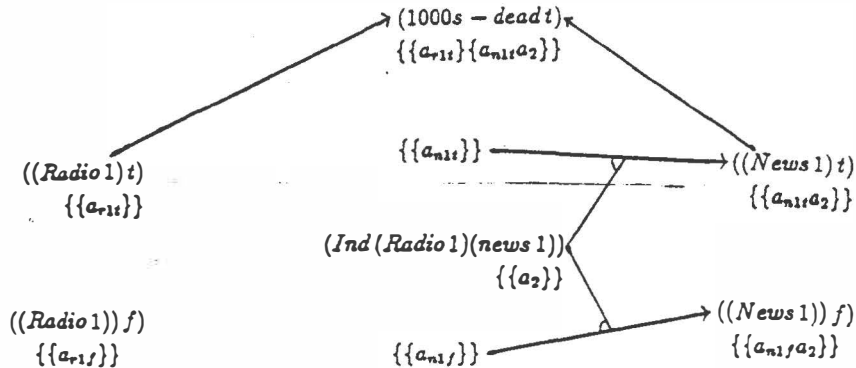 (1000s − dead t)
{{a_{r1t}}{a_{n1t}a_2}}
{{a_{n1t}}}
((Radio 1) t)
((News 1) t)
{{a_{r1t}}}
{{a_{n1t}a_2}}
(Ind (Radio 1)(news 1))
{{a_2}}
((Radio 1)) f)
((News 1)) f)
{{a_{r1f}}}
{{a_{n1f}}}
{{a_{n1f}a_2}}